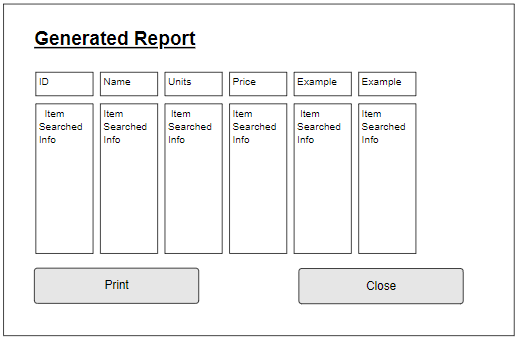 Generated Report
ID Name Units Price Example Example
Item Item Item Item Item Item
Searched Searched Searched Searched Searched Searched
Info Info Info Info Info Info
Print Close